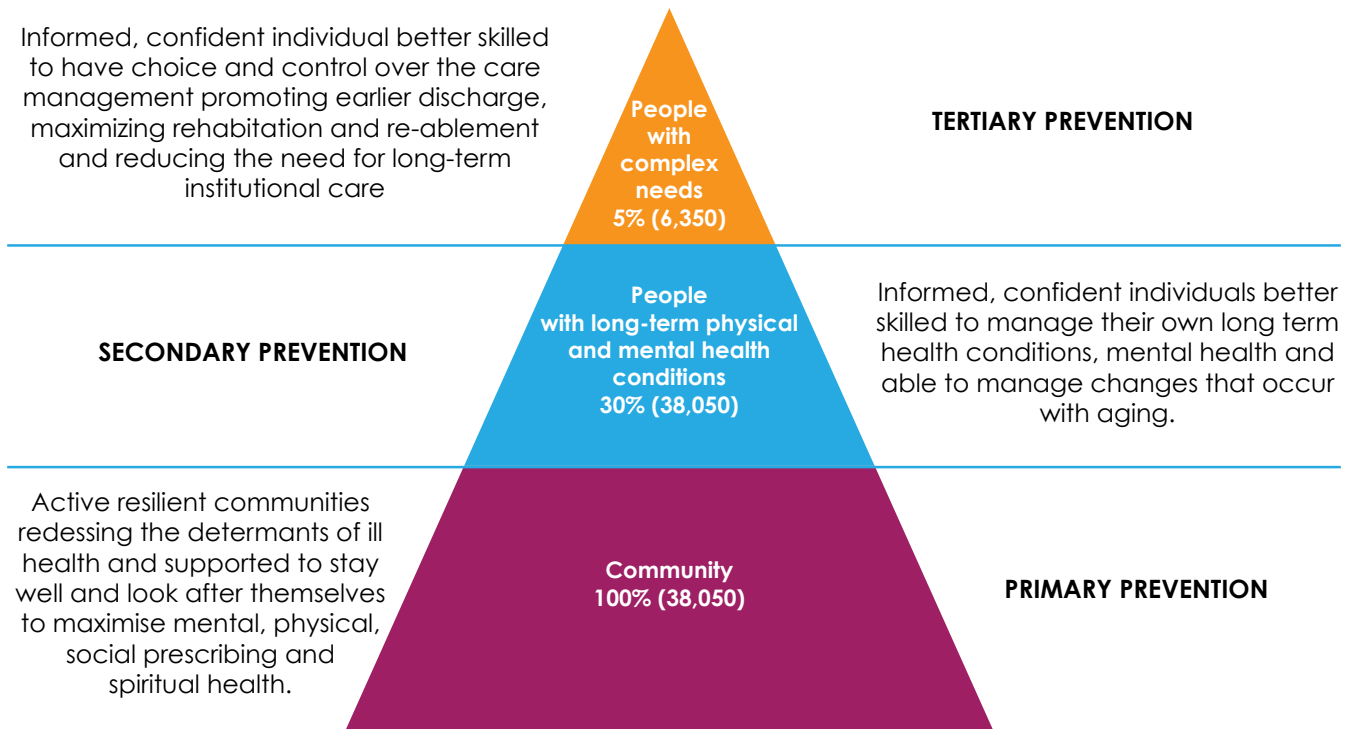 Informed, confident individual better skilled
to have choice and control over the care
management promoting earlier discharge,
maximizing rehabitation and re-ablement
and reducing the need for long-term
institutional care
People
with
complex
needs
5% (6,350)
TERTIARY PREVENTION
SECONDARY PREVENTION
People
with long-term physical
and mental health
conditions
30% (38,050)
Informed, confident individuals better
skilled to manage their own long term
health conditions, mental health and
able to manage changes that occur
with aging.
Active resilient communities
redessing the determants of ill
health and supported to stay
well and look after themselves
to maximise mental, physical,
social prescribing and
spiritual health.
Community
100% (38,050)
PRIMARY PREVENTION